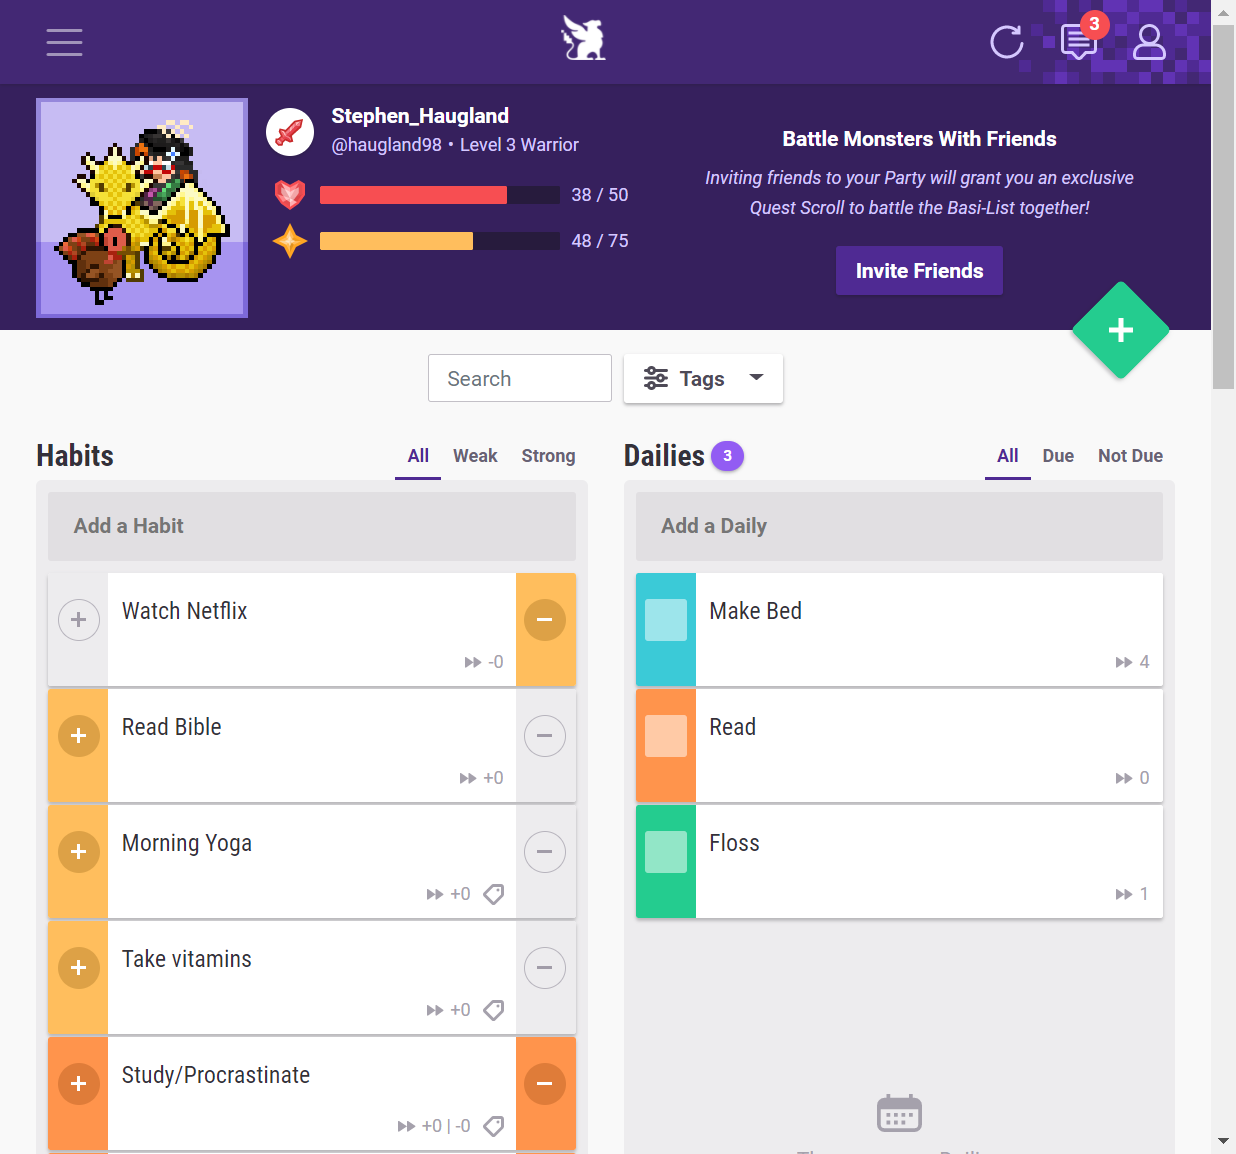 3
Stephen_Haugland
@haugland98 • Level 3 Warrior
38 / 50
48 / 75
Battle Monsters With Friends
Inviting friends to your Party will grant you an exclusive
Quest Scroll to battle the Basi-List together!
Invite Friends
Search
Tags
Habits
All Weak Strong
Add a Habit
Watch Netflix
-0
Read Bible
+0
Morning Yoga
+0
Take vitamins
+0
Study/Procrastinate
+0 | -0
Dailies 3
All Due Not Due
Add a Daily
Make Bed
4
Read
0
Floss
1